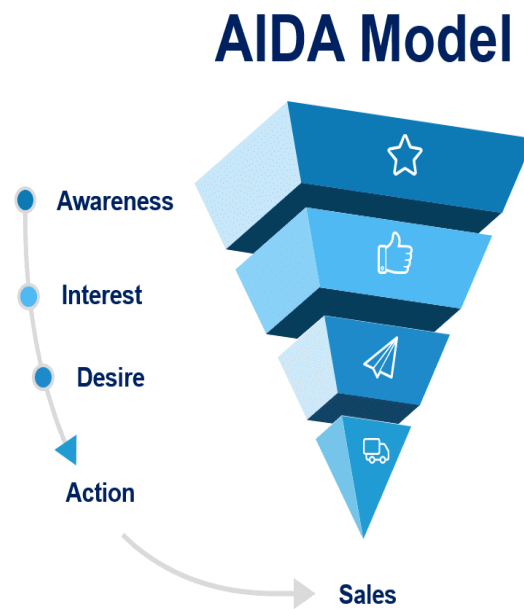 AIDA Model
Awareness
Interest
Desire
Action
Sales